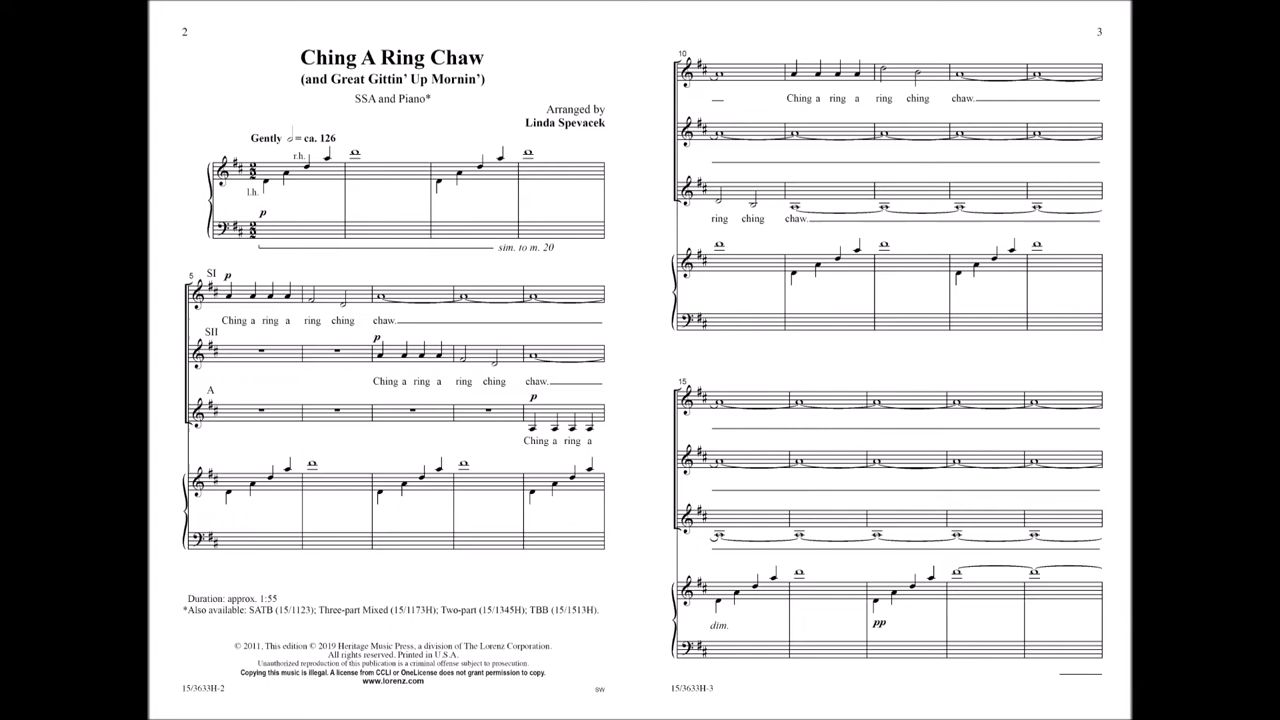 2
Ching A Ring Chaw
(and Great Gittin’ Up Mornin’)
SSA and Piano*
Arranged by
Linda Spevacek
Gently = ca. 126
r.h.
l.h.
p
sim. to m. 20
5
SI
p
Ching a ring a ring ching chaw.
SII
p
Ching a ring a ring ching chaw.
A
p
Ching a ring a
Duration: approx. 1:55
*Also available: SATB (15/1123); Three-part Mixed (15/1173H); Two-part (15/1345H); TBB (15/1513H).
© 2011, This edition © 2019 Heritage Music Press, a division of The Lorenz Corporation.
All rights reserved. Printed in U.S.A.
Unauthorized reproduction of this publication is a criminal offense subject to prosecution.
Copying this music is illegal. A license from CCLI or OneLicense does not grant permission to copy.
www.lorenz.com
15/3633H-2
SW
3
10
Ching a ring a ring ching chaw.
ring ching chaw.
15
dim.
pp
15/3633H-3